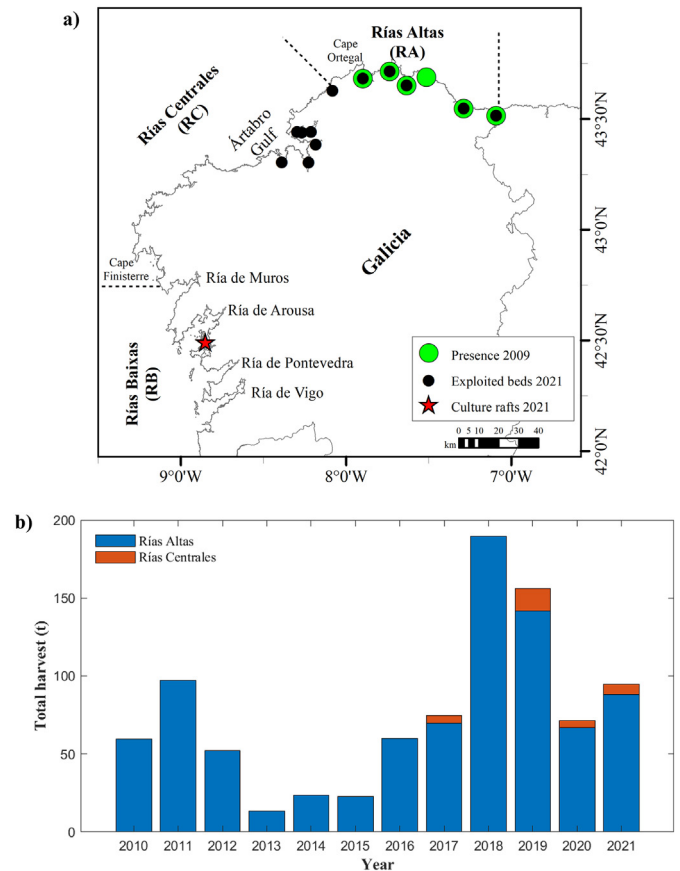 a)
Rías Altas
(RA)
Cape
Ortegal
Rías Centrales
(RC)
Ártabro
Gulf
43°30'N
43°0'N
Galicia
Cape
Finisterre
Ría de Muros
Ría de Arousa
42°30'N
Rías Baixas
(RB)
Ría de Pontevedra
Ría de Vigo
Presence 2009
Exploited beds 2021
Culture rafts 2021
km
0 5 10 20 30 40
42°0'N
9°0'W 8°0'W 7°0'W
b)
200
Rías Altas
Rías Centrales
150
Total harvest (t)
100
50
0
2010 2011 2012 2013 2014 2015 2016 2017 2018 2019 2020 2021
Year